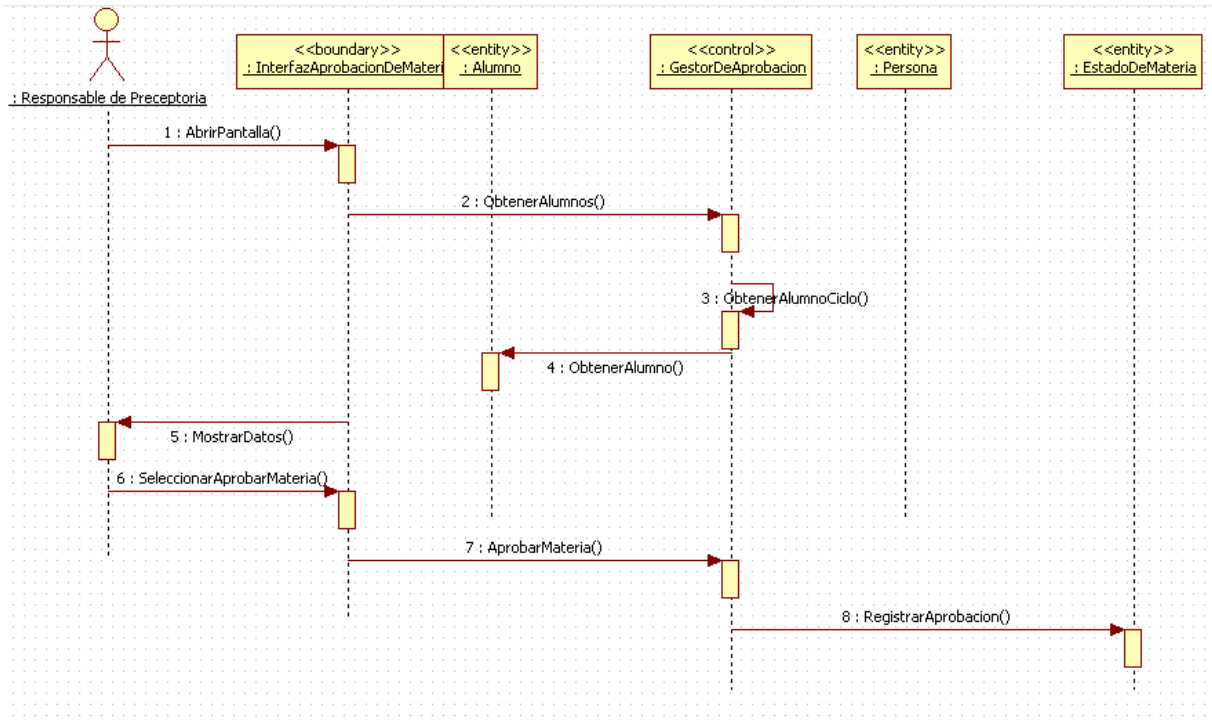 <<boundary>>
: InterfazAprobacionDeMateri
<<entity>>
: Alumno
<<control>>
: GestorDeAprobacion
<<entity>>
: Persona
<<entity>>
: EstadoDeMateria
: Responsable de Preceptoria
1 : AbrirPantalla()
2 : ObtenerAlumnos()
3 : ObtenerAlumnoCiclo()
4 : ObtenerAlumno()
5 : MostrarDatos()
6 : SeleccionarAprobarMateria()
7 : AprobarMateria()
8 : RegistrarAprobacion()